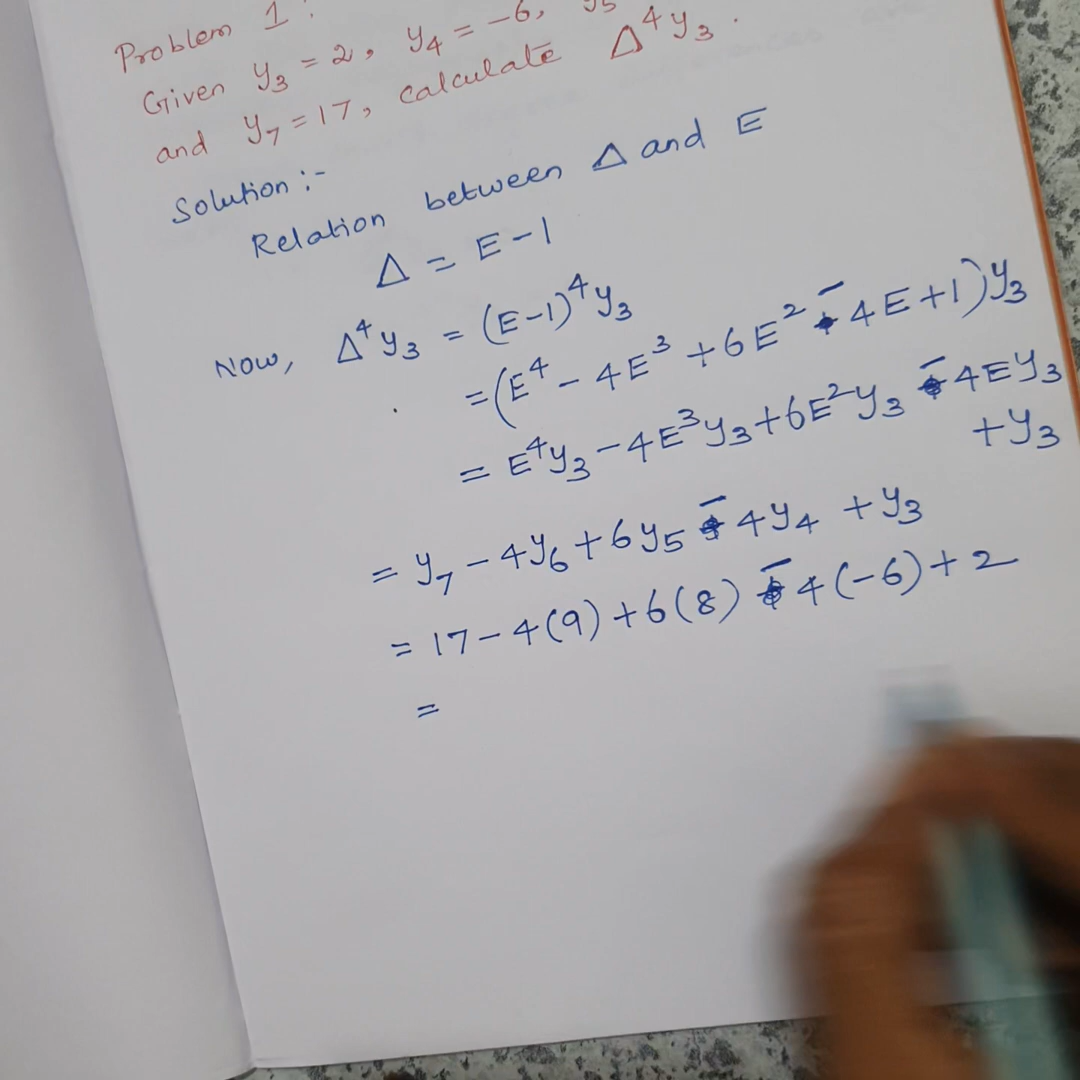 Problem 1:
Given y₃ = 2, y₄ = -6, y₅
and y₇ = 17, calculate Δ⁴y₃.
Solution :-
Relation between Δ and E
Δ = E-1
Now, Δ⁴y₃ = (E-1)⁴y₃
= (E⁴ - 4E³ + 6E² - 4E + 1)y₃
= E⁴y₃ - 4E³y₃ + 6E²y₃ - 4Ey₃
+ y₃
= y₇ - 4y₆ + 6y₅ - 4y₄ + y₃
= 17 - 4(9) + 6(8) - 4(-6) + 2
=